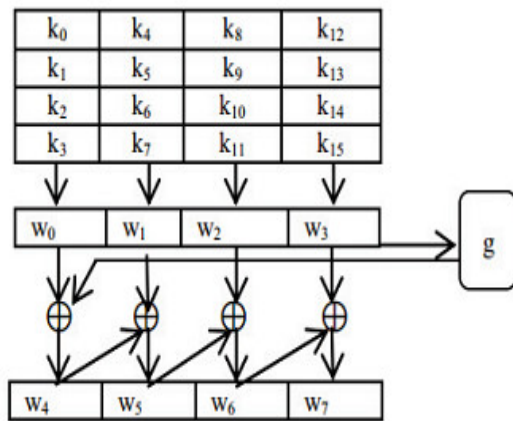 k₀ k₄ k₈ k₁₂
k₁ k₅ k₉ k₁₃
k₂ k₆ k₁₀ k₁₄
k₃ k₇ k₁₁ k₁₅
w₀ w₁ w₂ w₃
g
w₄ w₅ w₆ w₇